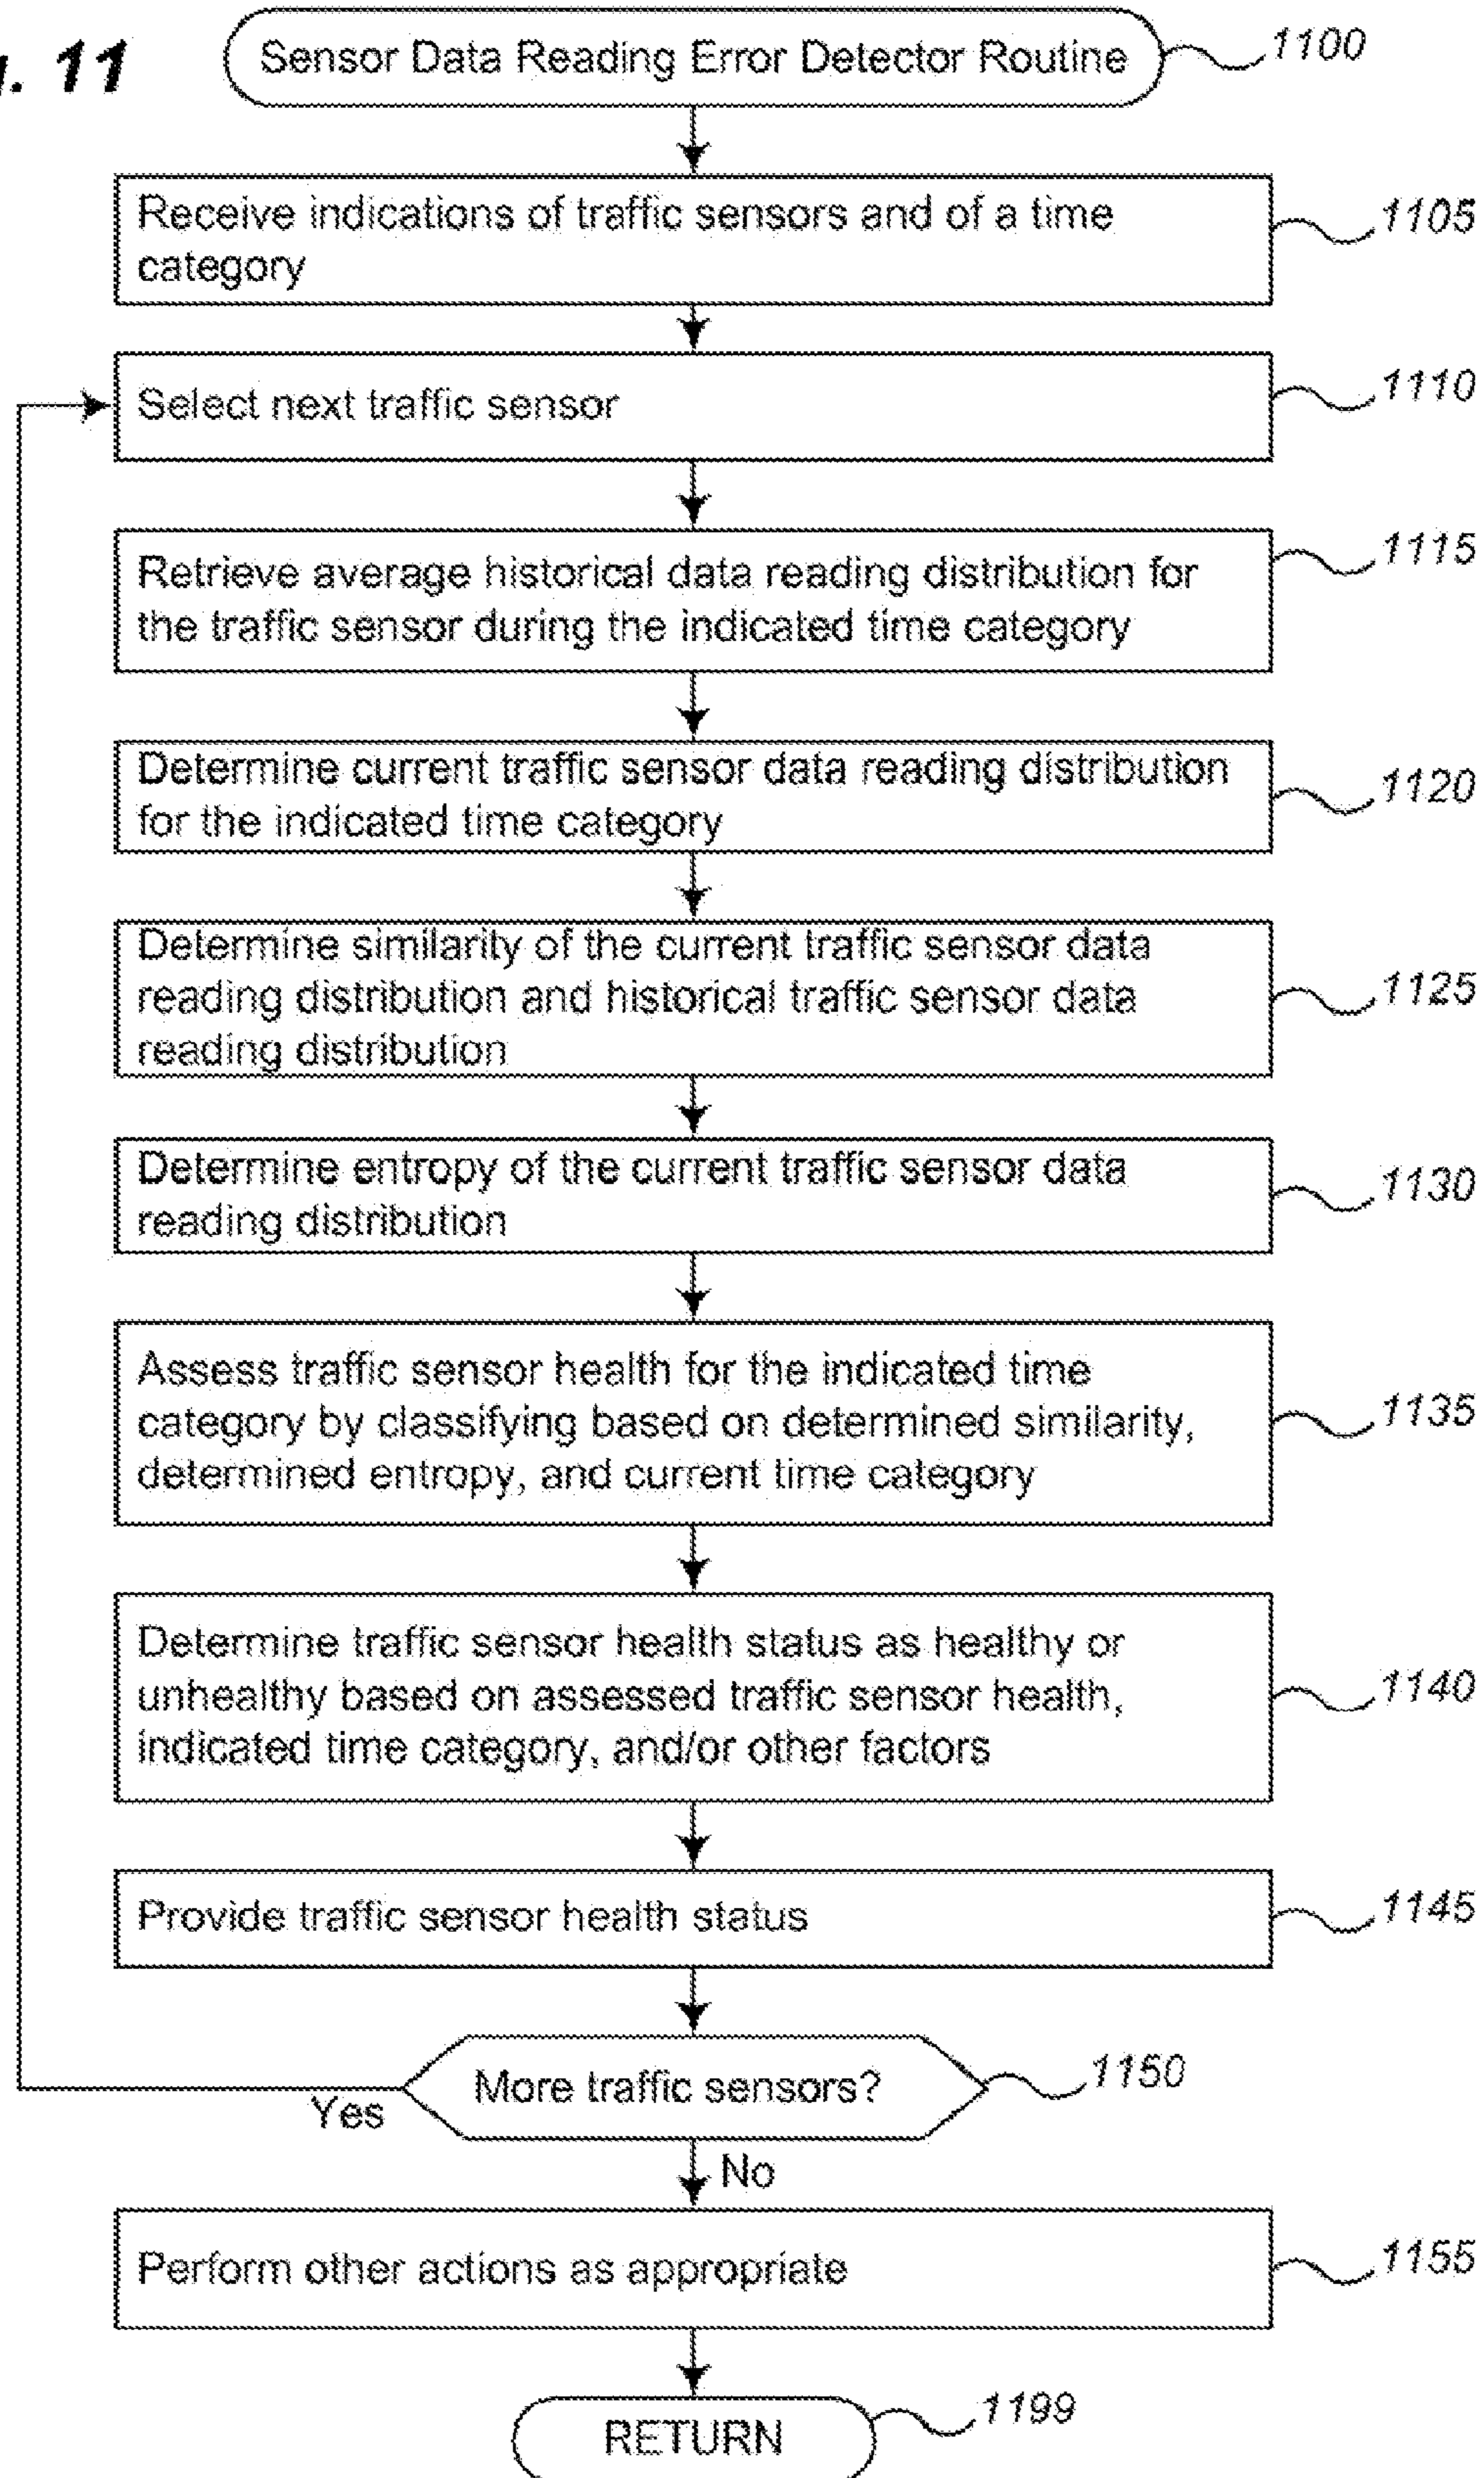 . 11
Sensor Data Reading Error Detector Routine
1100
Receive indications of traffic sensors and of a time
category
1105
Select next traffic sensor
1110
Retrieve average historical data reading distribution for
the traffic sensor during the indicated time category
1115
Determine current traffic sensor data reading distribution
for the indicated time category
1120
Determine similarity of the current traffic sensor data
reading distribution and historical traffic sensor data
reading distribution
1125
Determine entropy of the current traffic sensor data
reading distribution
1130
Assess traffic sensor health for the indicated time
category by classifying based on determined similarity,
determined entropy, and current time category
1135
Determine traffic sensor health status as healthy or
unhealthy based on assessed traffic sensor health,
indicated time category, and/or other factors
1140
Provide traffic sensor health status
1145
More traffic sensors?
1150
Yes
No
Perform other actions as appropriate
1155
RETURN
1199